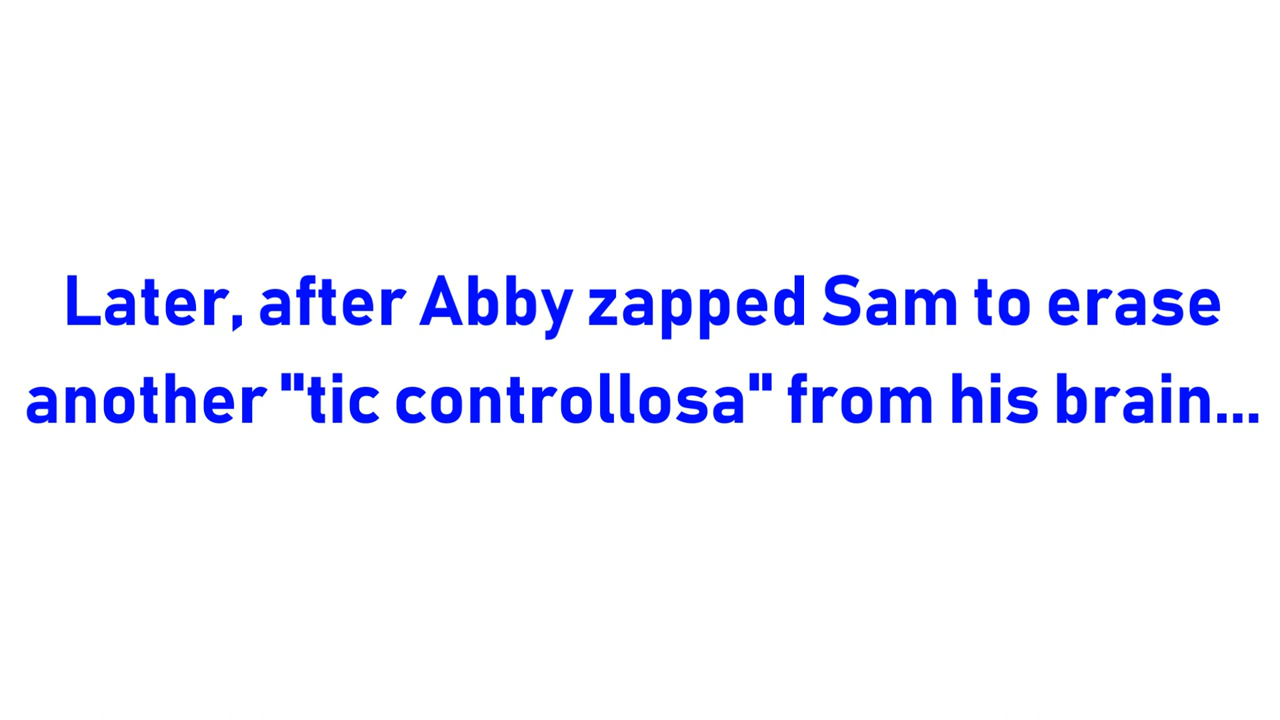 Later, after Abby zapped Sam to erase
another "tic controllosa" from his brain...